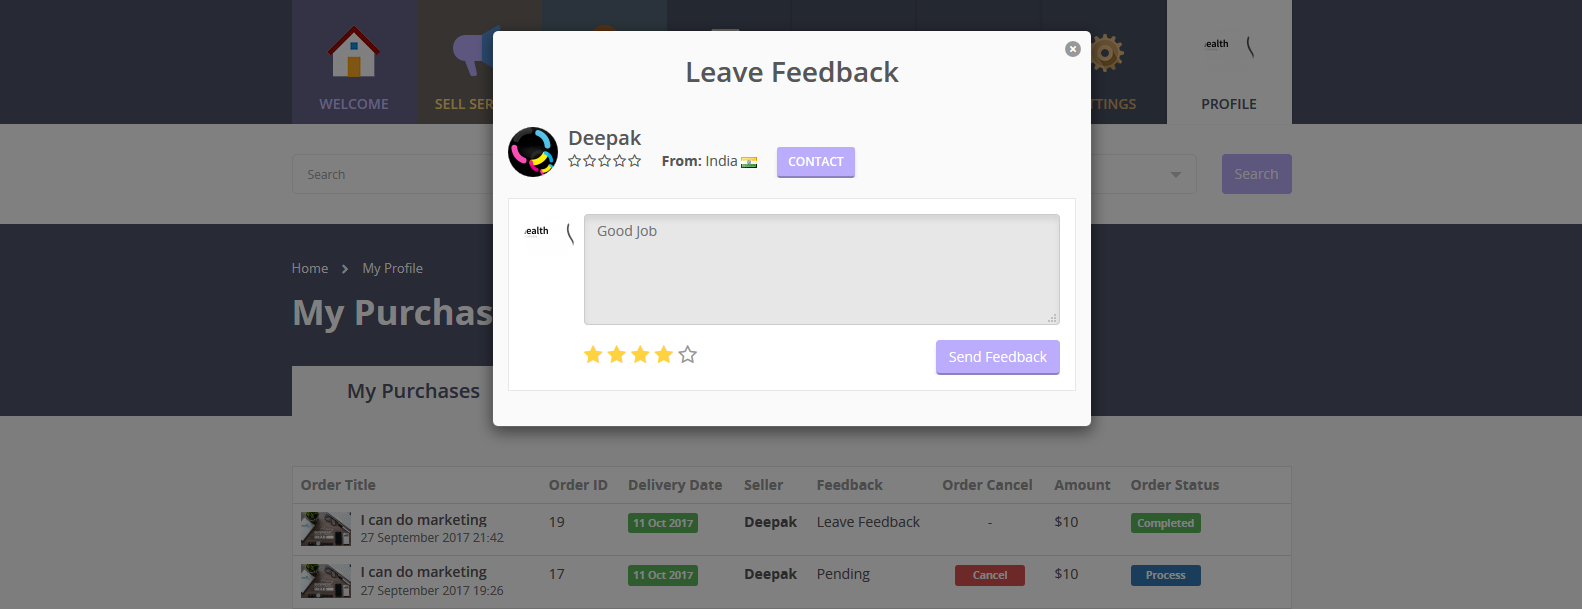 WELCOME
SELL SER
TTINGS
ealth
PROFILE
Leave Feedback
Deepak
From: India
CONTACT
Search
Search
ealth
Good Job
Send Feedback
Home
My Profile
My Purchas
My Purchases
Order Title Order ID Delivery Date Seller Feedback Order Cancel Amount Order Status
I can do marketing 19 11 Oct 2017 Deepak Leave Feedback - $10 Completed
27 September 2017 21:42
I can do marketing 17 11 Oct 2017 Deepak Pending Cancel $10 Process
27 September 2017 19:26